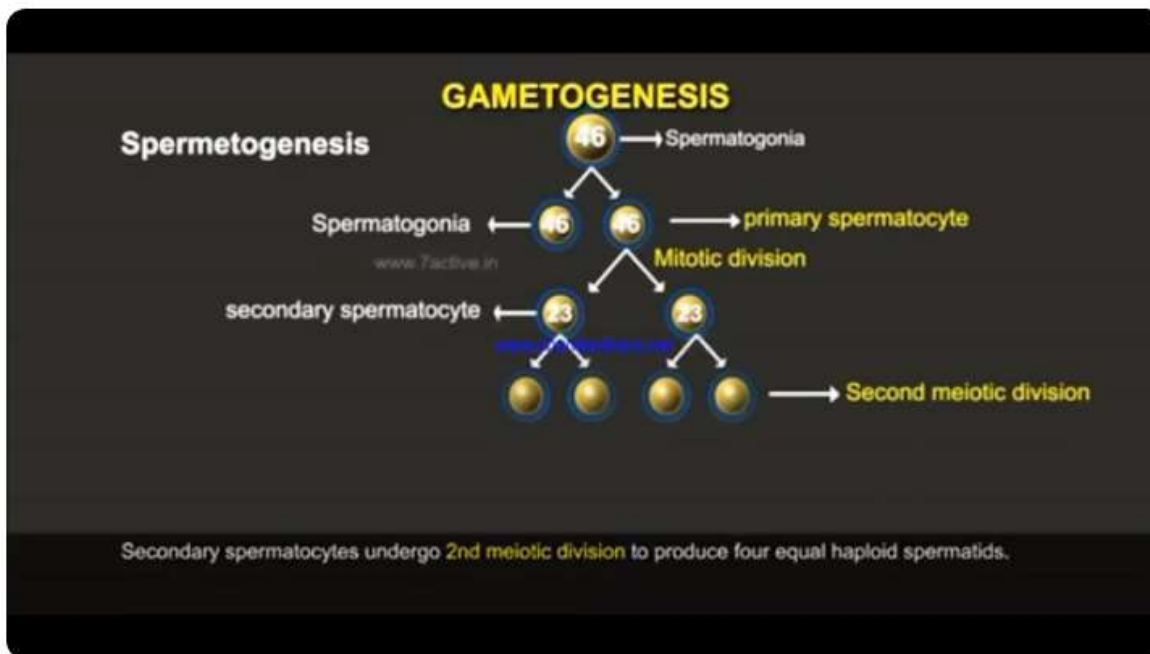 GAMETOGENESIS
Spermetogenesis
46 Spermatogonia
Spermatogonia 46 46 primary spermatocyte
www.7active.in Mitotic division
secondary spermatocyte 23 23
Second meiotic division
Secondary spermatocytes undergo 2nd meiotic division to produce four equal haploid spermatids.